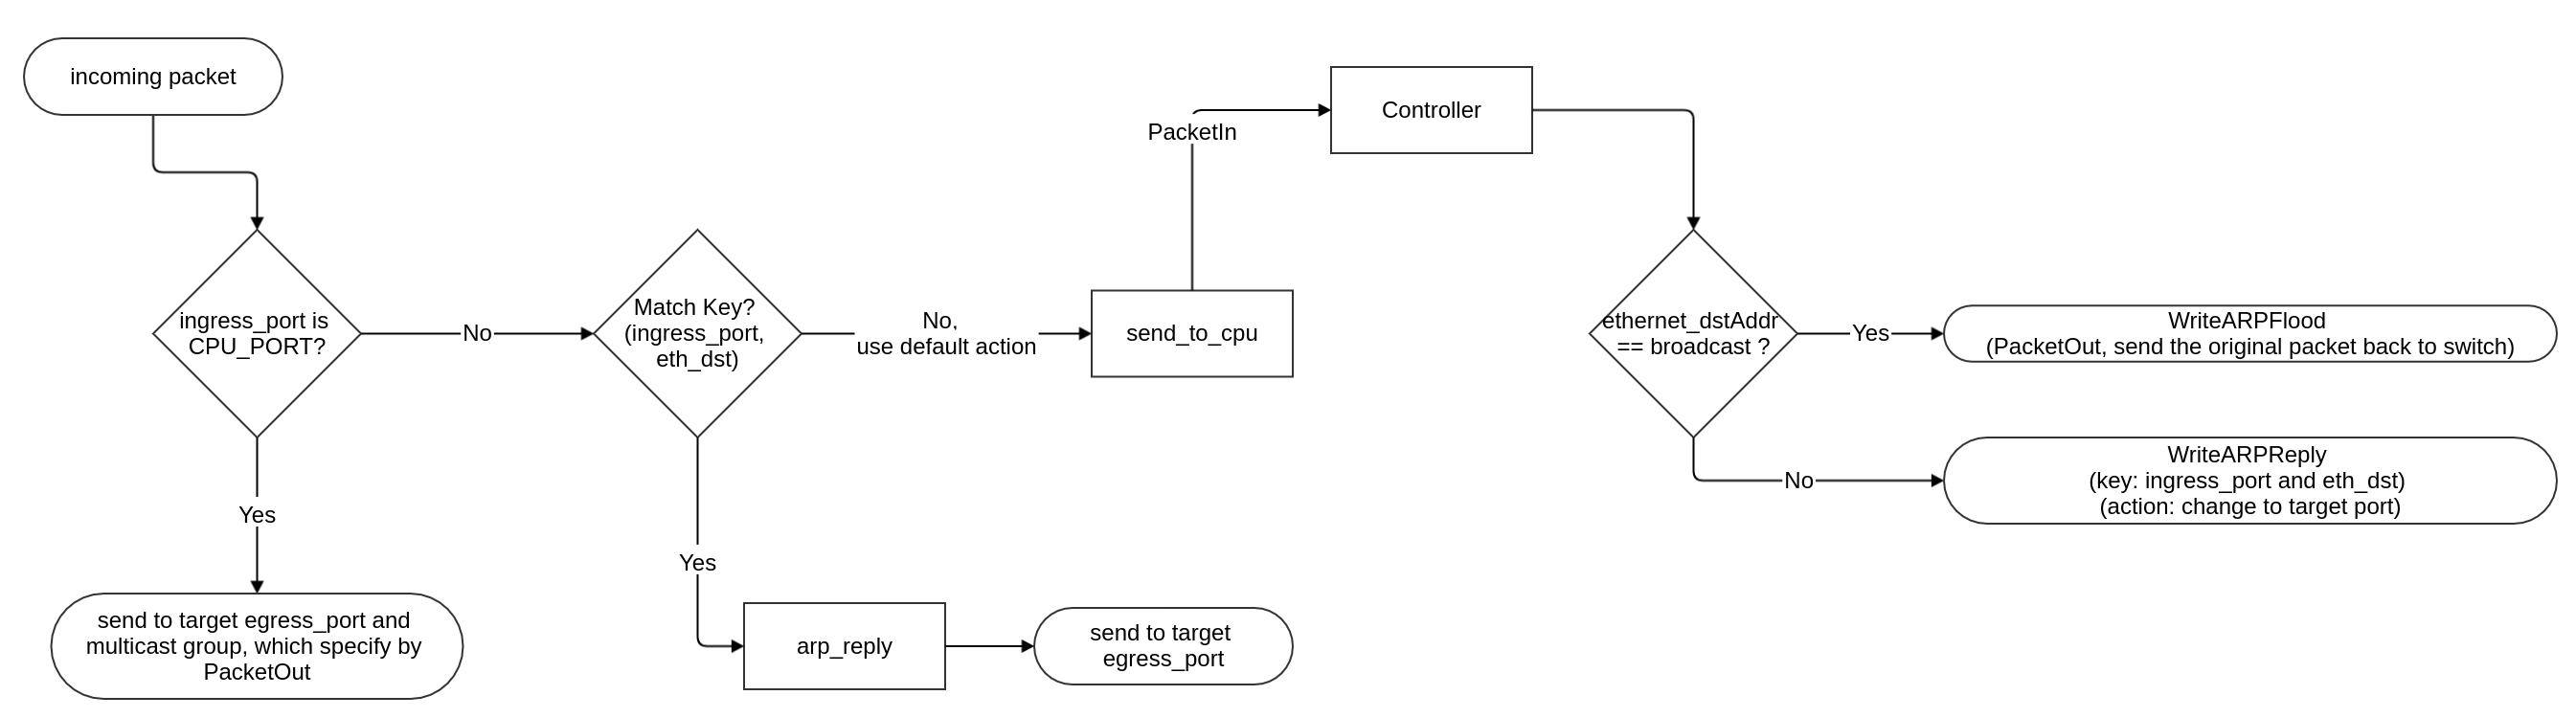 incoming packet
ingress_port is
CPU_PORT?
No
Yes
send to target egress_port and
multicast group, which specify by
PacketOut
Match Key?
(ingress_port,
eth_dst)
No,
use default action
Yes
arp_reply
send to target
egress_port
send_to_cpu
PacketIn
Controller
ethernet_dstAddr
== broadcast ?
Yes
WriteARPFlood
(PacketOut, send the original packet back to switch)
No
WriteARPReply
(key: ingress_port and eth_dst)
(action: change to target port)